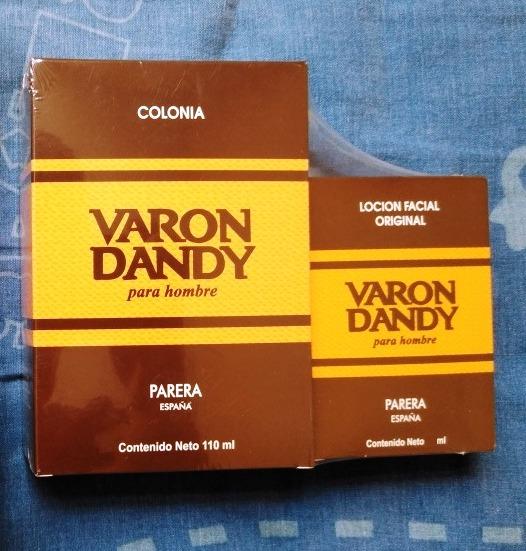 COLONIA
VARON
DANDY
para hombre
PARERA
ESPAÑA
Contenido Neto 110 ml
LOCION FACIAL
ORIGINAL
VARON
DANDY
para hombre
PARERA
ESPAÑA
Contenido Neto ml